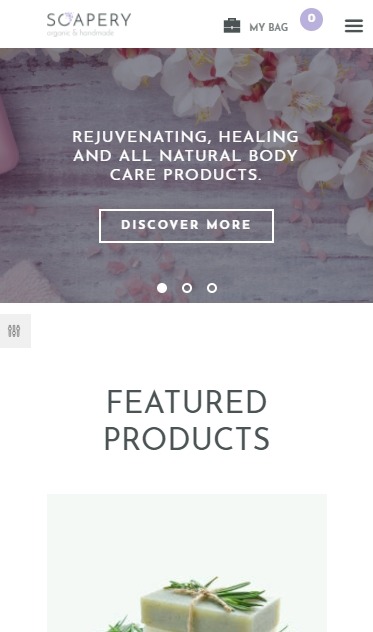 SOAPERY
organic & handmade
MY BAG
0
REJUVENATING, HEALING
AND ALL NATURAL BODY
CARE PRODUCTS.
DISCOVER MORE
FEATURED
PRODUCTS